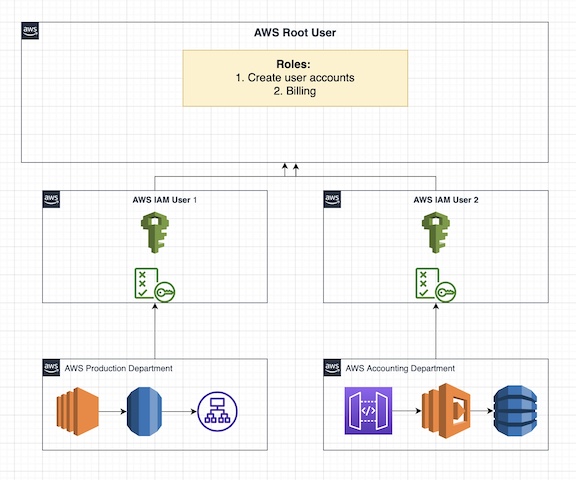 aws
AWS Root User
Roles:
1. Create user accounts
2. Billing
aws
AWS IAM User 1
aws
AWS IAM User 2
aws
AWS Production Department
aws
AWS Accounting Department